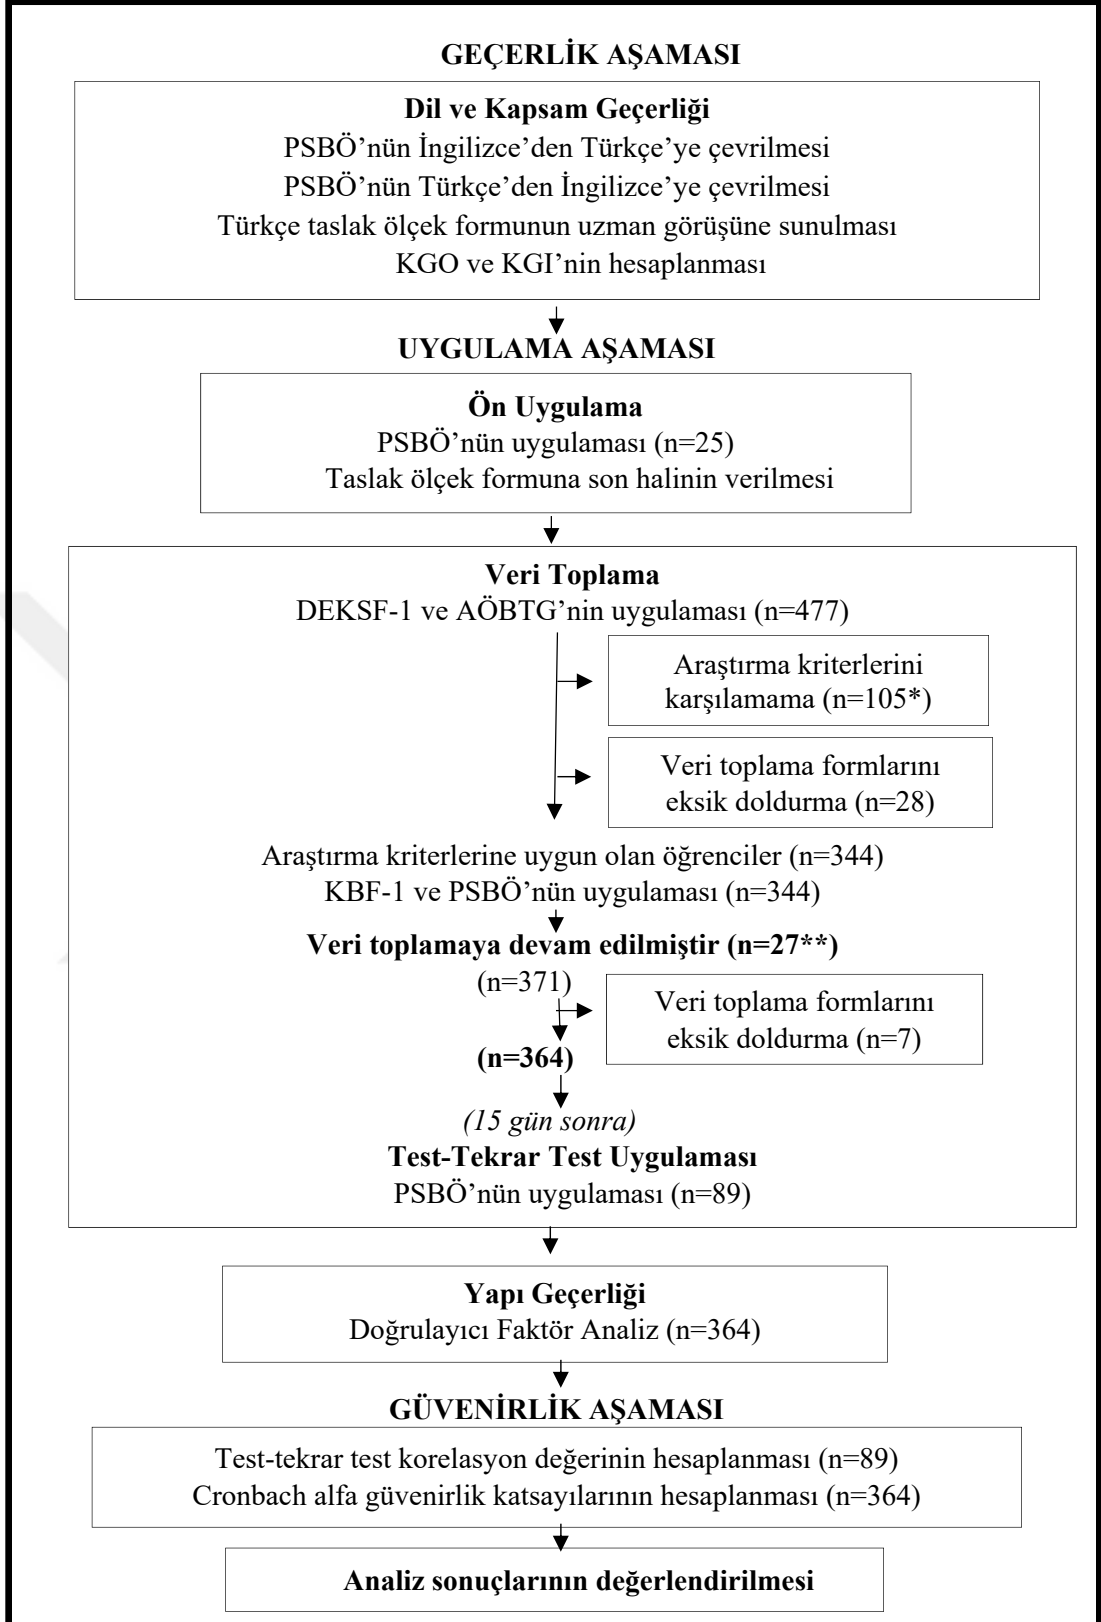 GEÇERLİK AŞAMASI
Dil ve Kapsam Geçerliği
PSBÖ’nün İngilizce’den Türkçe’ye çevrilmesi
PSBÖ’nün Türkçe’den İngilizce’ye çevrilmesi
Türkçe taslak ölçek formunun uzman görüşüne sunulması
KGO ve KGI’nin hesaplanması
UYGULAMA AŞAMASI
Ön Uygulama
PSBÖ’nün uygulaması (n=25)
Taslak ölçek formuna son halinin verilmesi
Veri Toplama
DEKSF-1 ve AÖBTG’nin uygulaması (n=477)
Araştırma kriterlerini
karşılamama (n=105*)
Veri toplama formlarını
eksik doldurma (n=28)
Araştırma kriterlerine uygun olan öğrenciler (n=344)
KBF-1 ve PSBÖ’nün uygulaması (n=344)
Veri toplamaya devam edilmiştir (n=27**)
(n=371)
Veri toplama formlarını
eksik doldurma (n=7)
(n=364)
(15 gün sonra)
Test-Tekrar Test Uygulaması
PSBÖ’nün uygulaması (n=89)
Yapı Geçerliği
Doğrulayıcı Faktör Analiz (n=364)
GÜVENİRLİK AŞAMASI
Test-tekrar test korelasyon değerinin hesaplanması (n=89)
Cronbach alfa güvenirlik katsayılarının hesaplanması (n=364)
Analiz sonuçlarının değerlendirilmesi